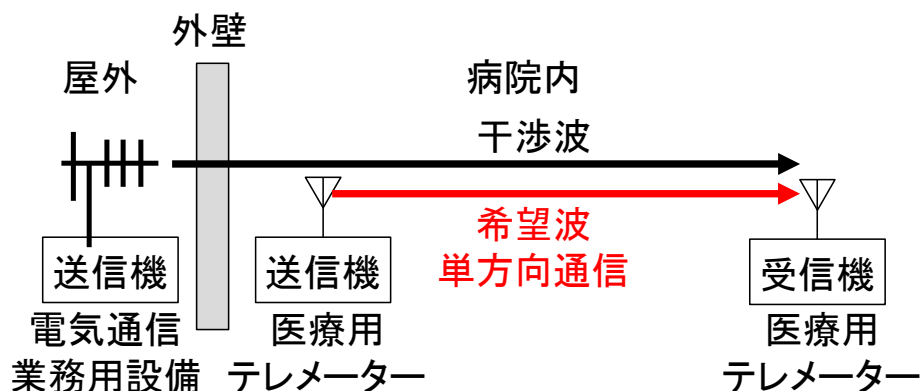 外壁
屋外
病院内
干渉波
希望波
単方向通信
送信機
送信機
受信機
電気通信
業務用設備
医療用
テレメーター
医療用
テレメーター